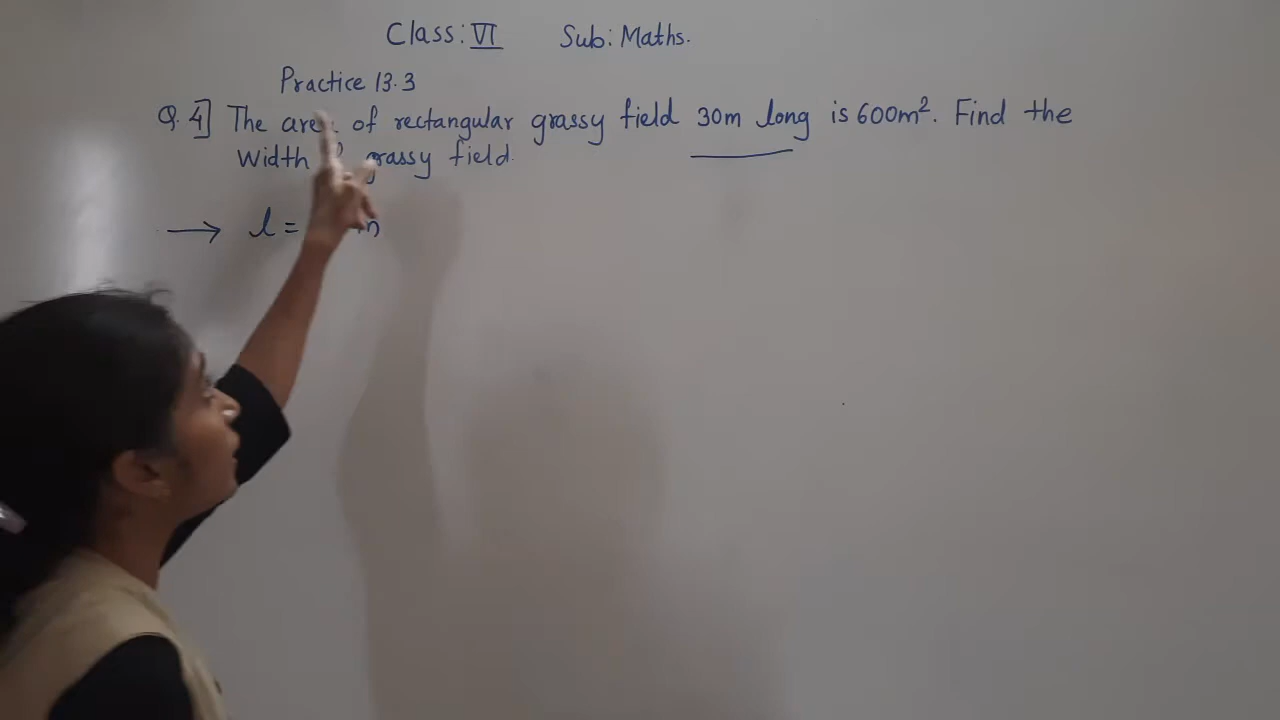 Class: VI Sub: Maths.
Practice 13.3
Q. 4] The area of rectangular grassy field 30m long is 600m². Find the
width grassy field.
→ l = m